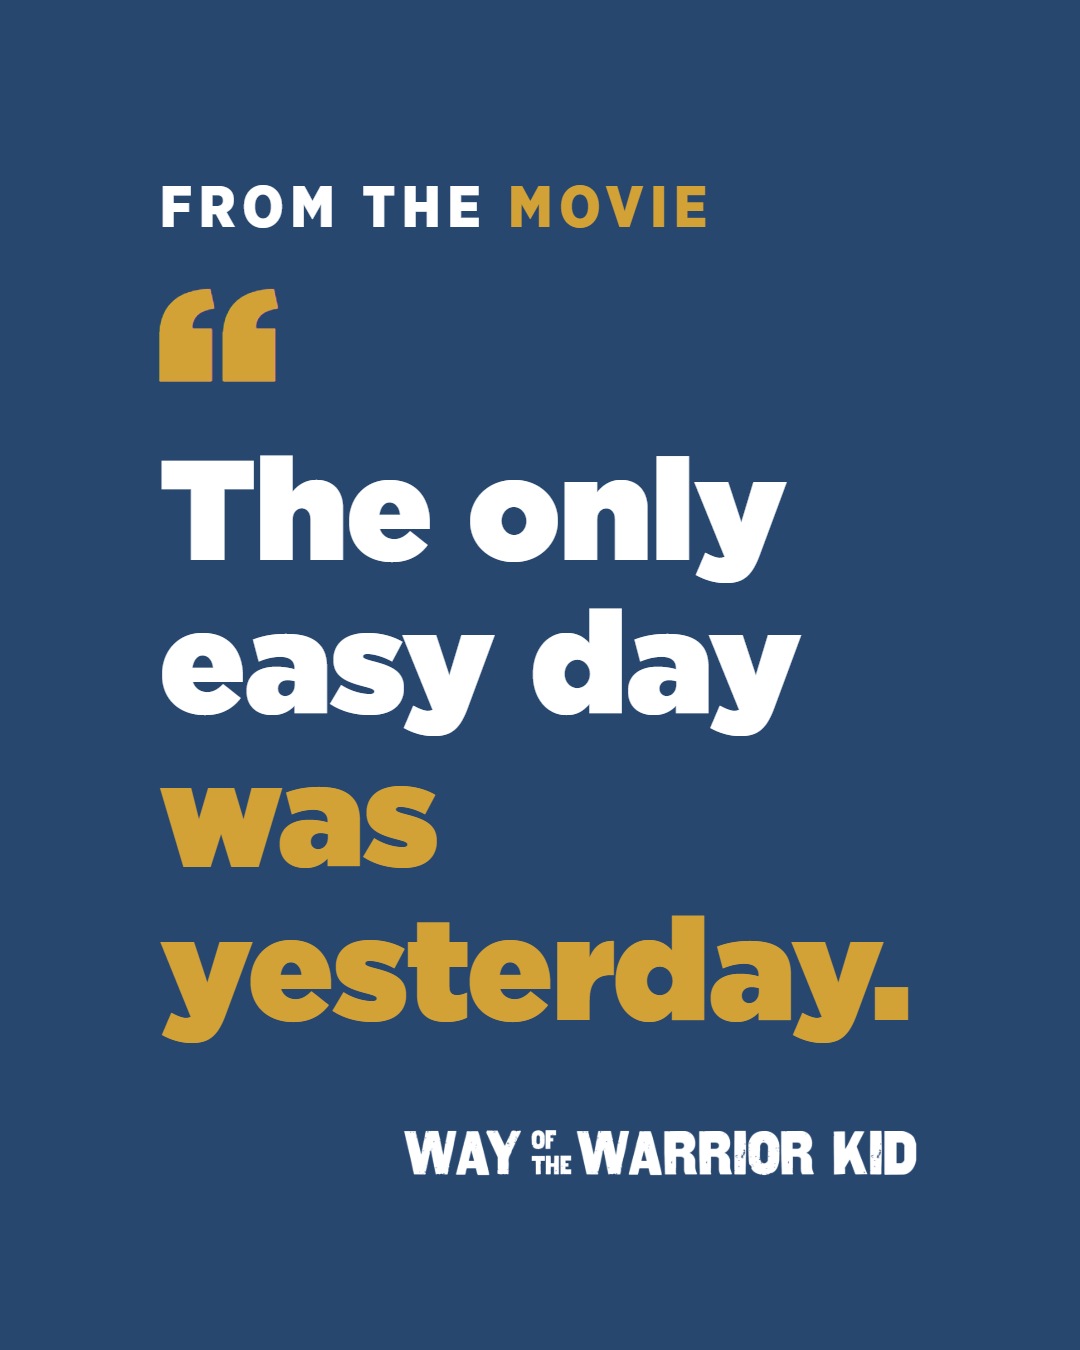 FROM THE MOVIE
“
The only
easy day
was
yesterday.
WAY OF THE WARRIOR KID